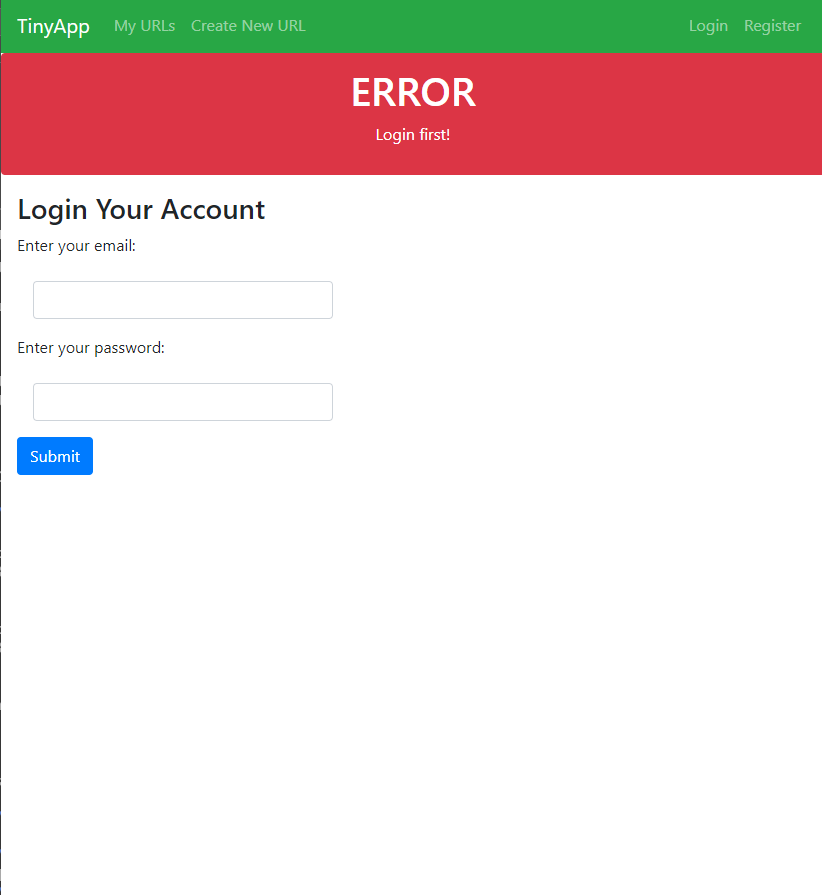 TinyApp My URLs Create New URL Login Register
ERROR
Login first!
Login Your Account
Enter your email:
Enter your password:
Submit